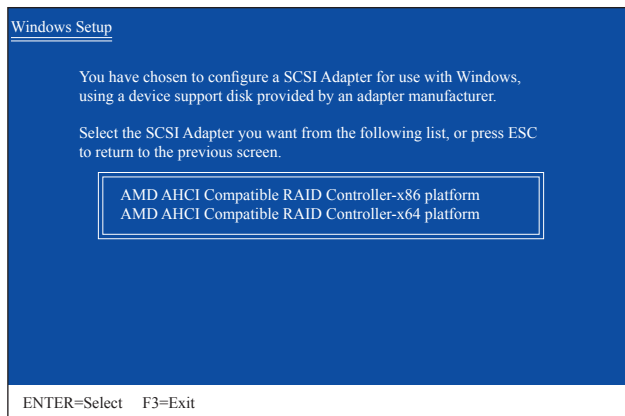 Windows Setup
You have chosen to configure a SCSI Adapter for use with Windows,
using a device support disk provided by an adapter manufacturer.
Select the SCSI Adapter you want from the following list, or press ESC
to return to the previous screen.
AMD AHCI Compatible RAID Controller-x86 platform
AMD AHCI Compatible RAID Controller-x64 platform
ENTER=Select F3=Exit